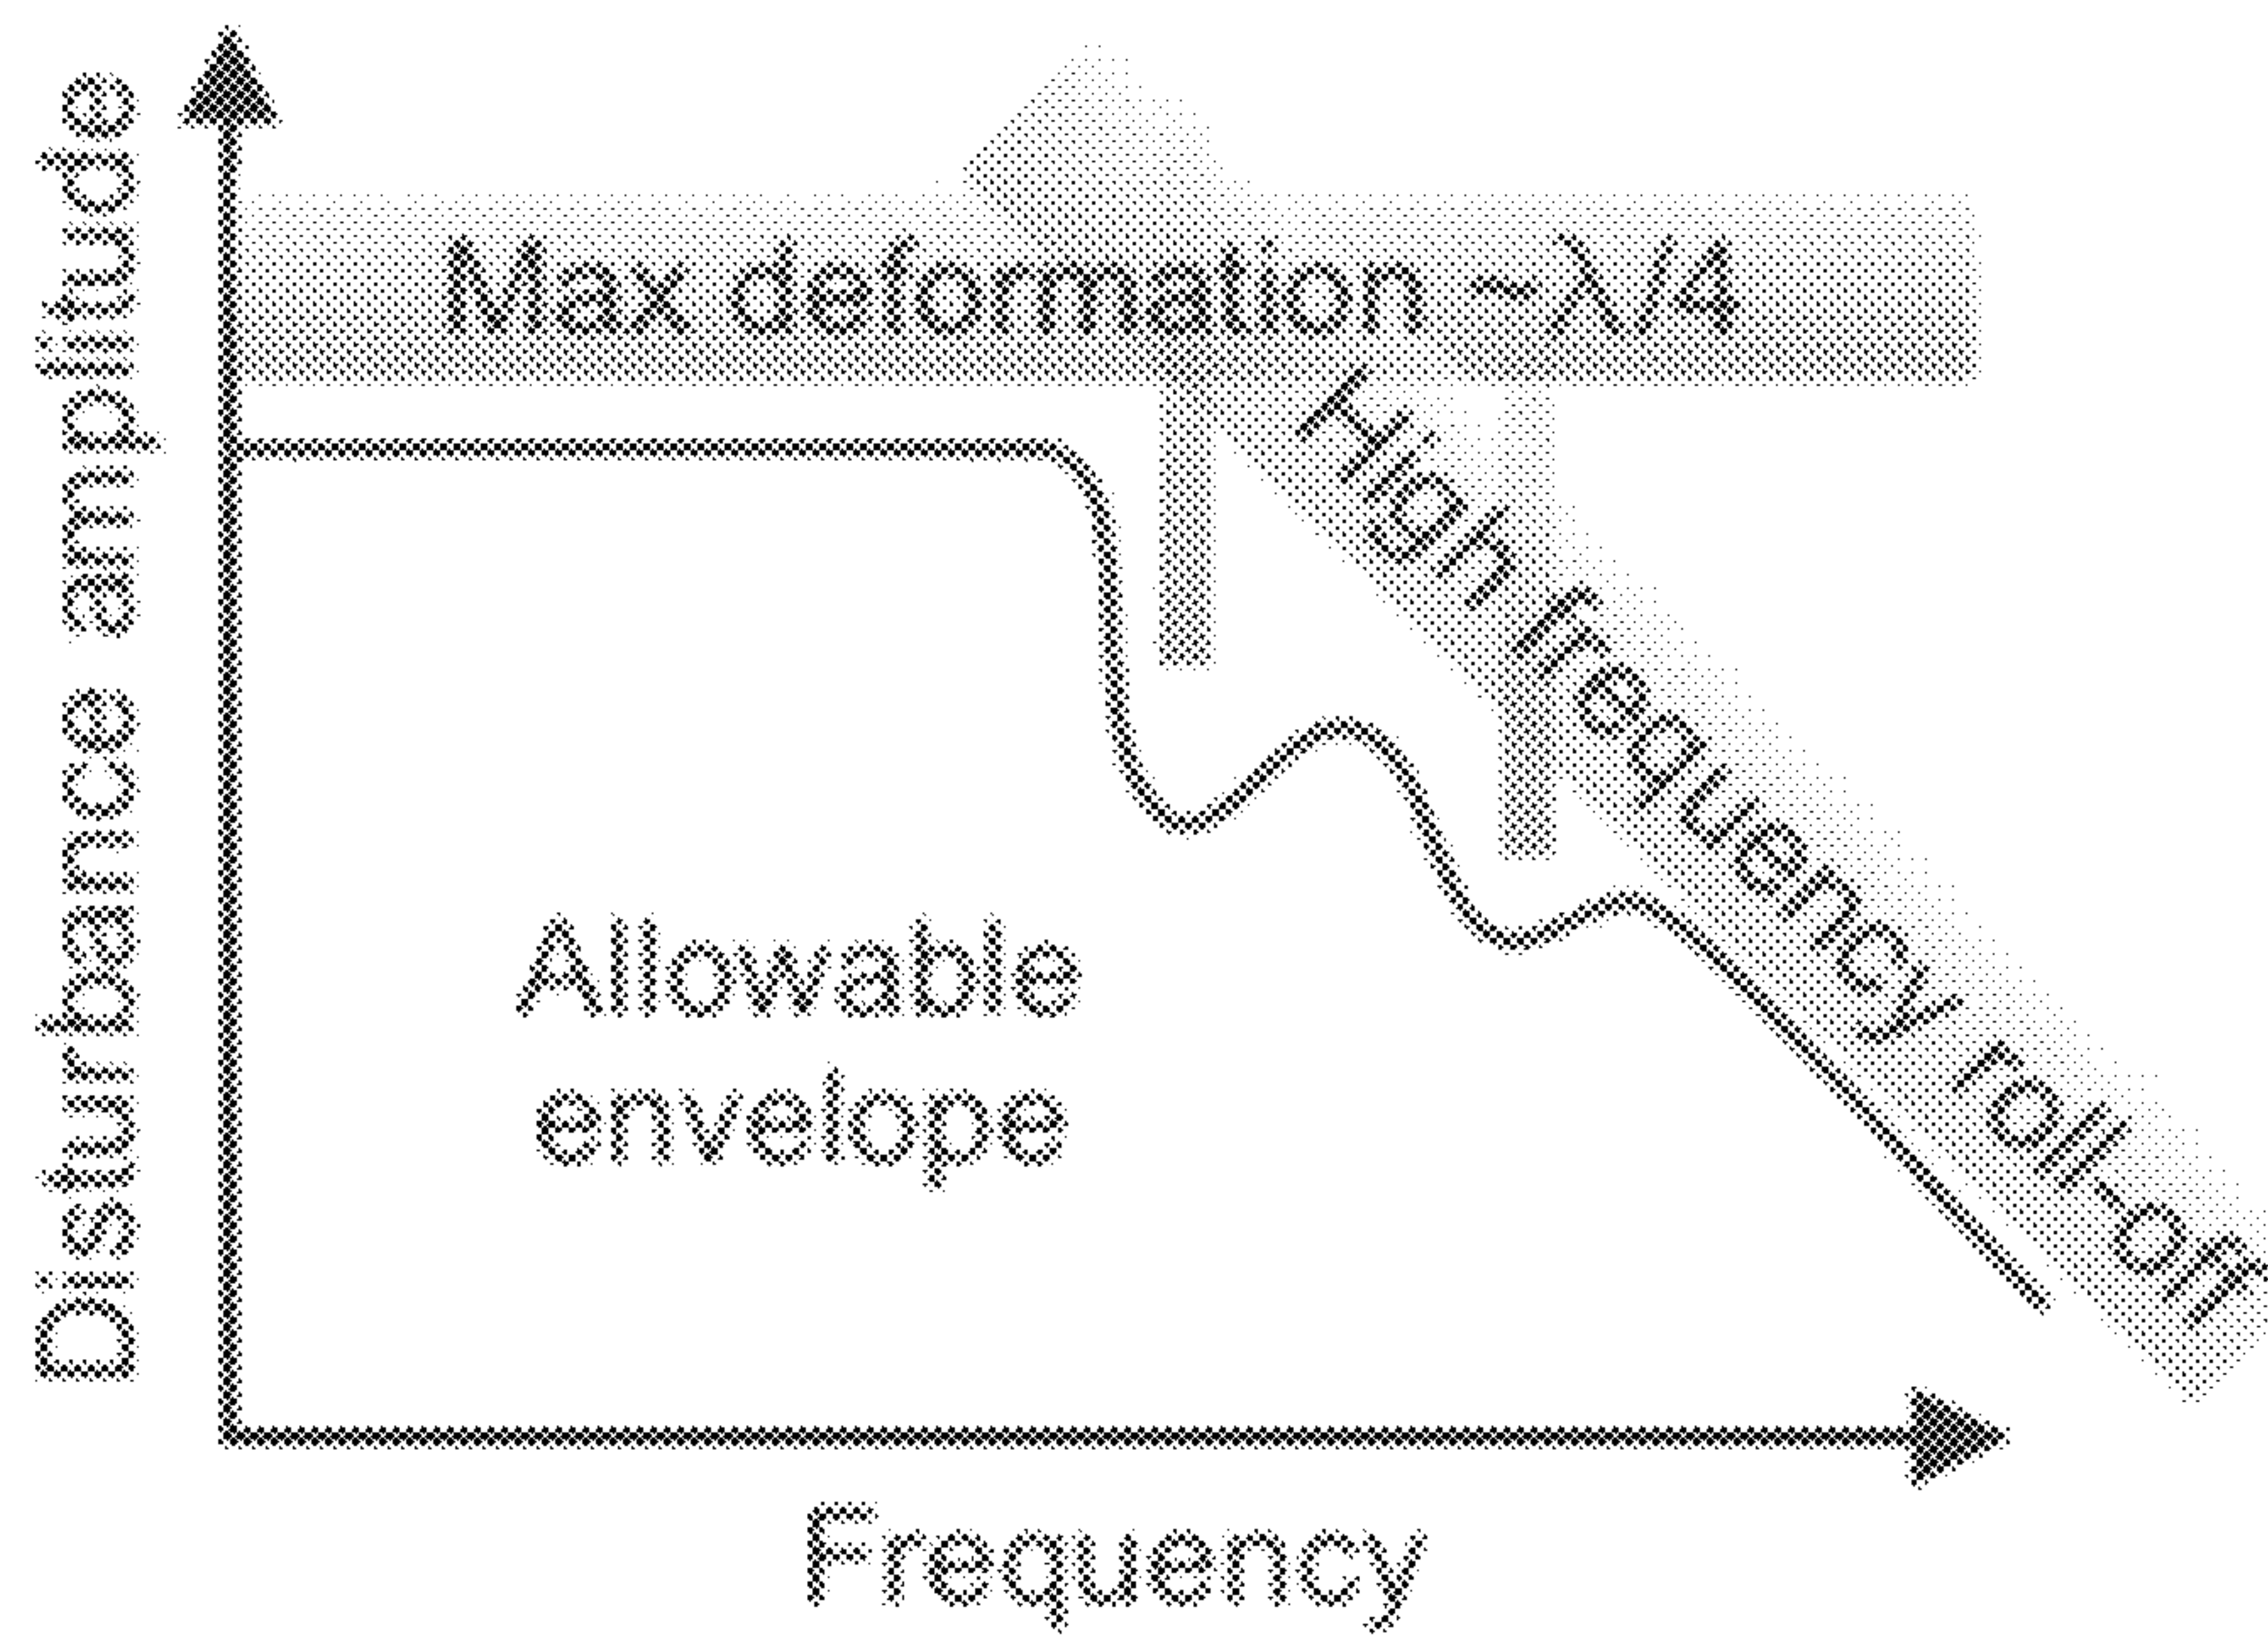 Disturbance amplitude
Max deformation ~λ/4
High frequency roll-off
Allowable
envelope
Frequency